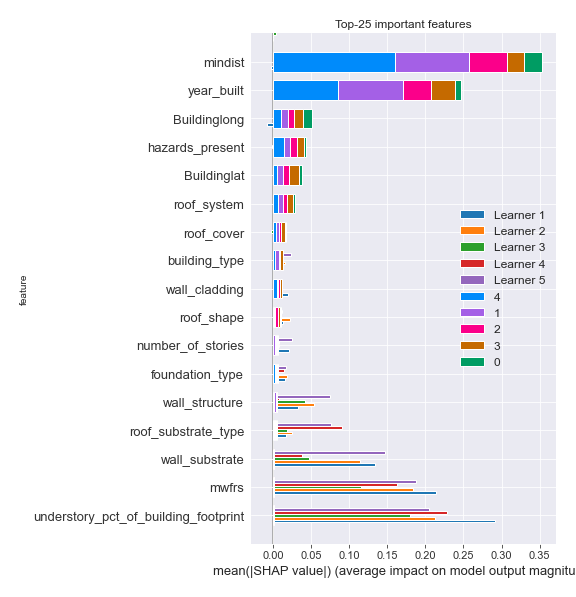 Top-25 important features
mindist
year_built
Buildinglong
hazards_present
Buildinglat
roof_system
roof_cover
building_type
wall_cladding
roof_shape
number_of_stories
foundation_type
wall_structure
roof_substrate_type
wall_substrate
mwfrs
understory_pct_of_building_footprint
feature
Learner 1
Learner 2
Learner 3
Learner 4
Learner 5
4
1
2
3
0
0.00 0.05 0.10 0.15 0.20 0.25 0.30 0.35
mean(|SHAP value|) (average impact on model output magnitu